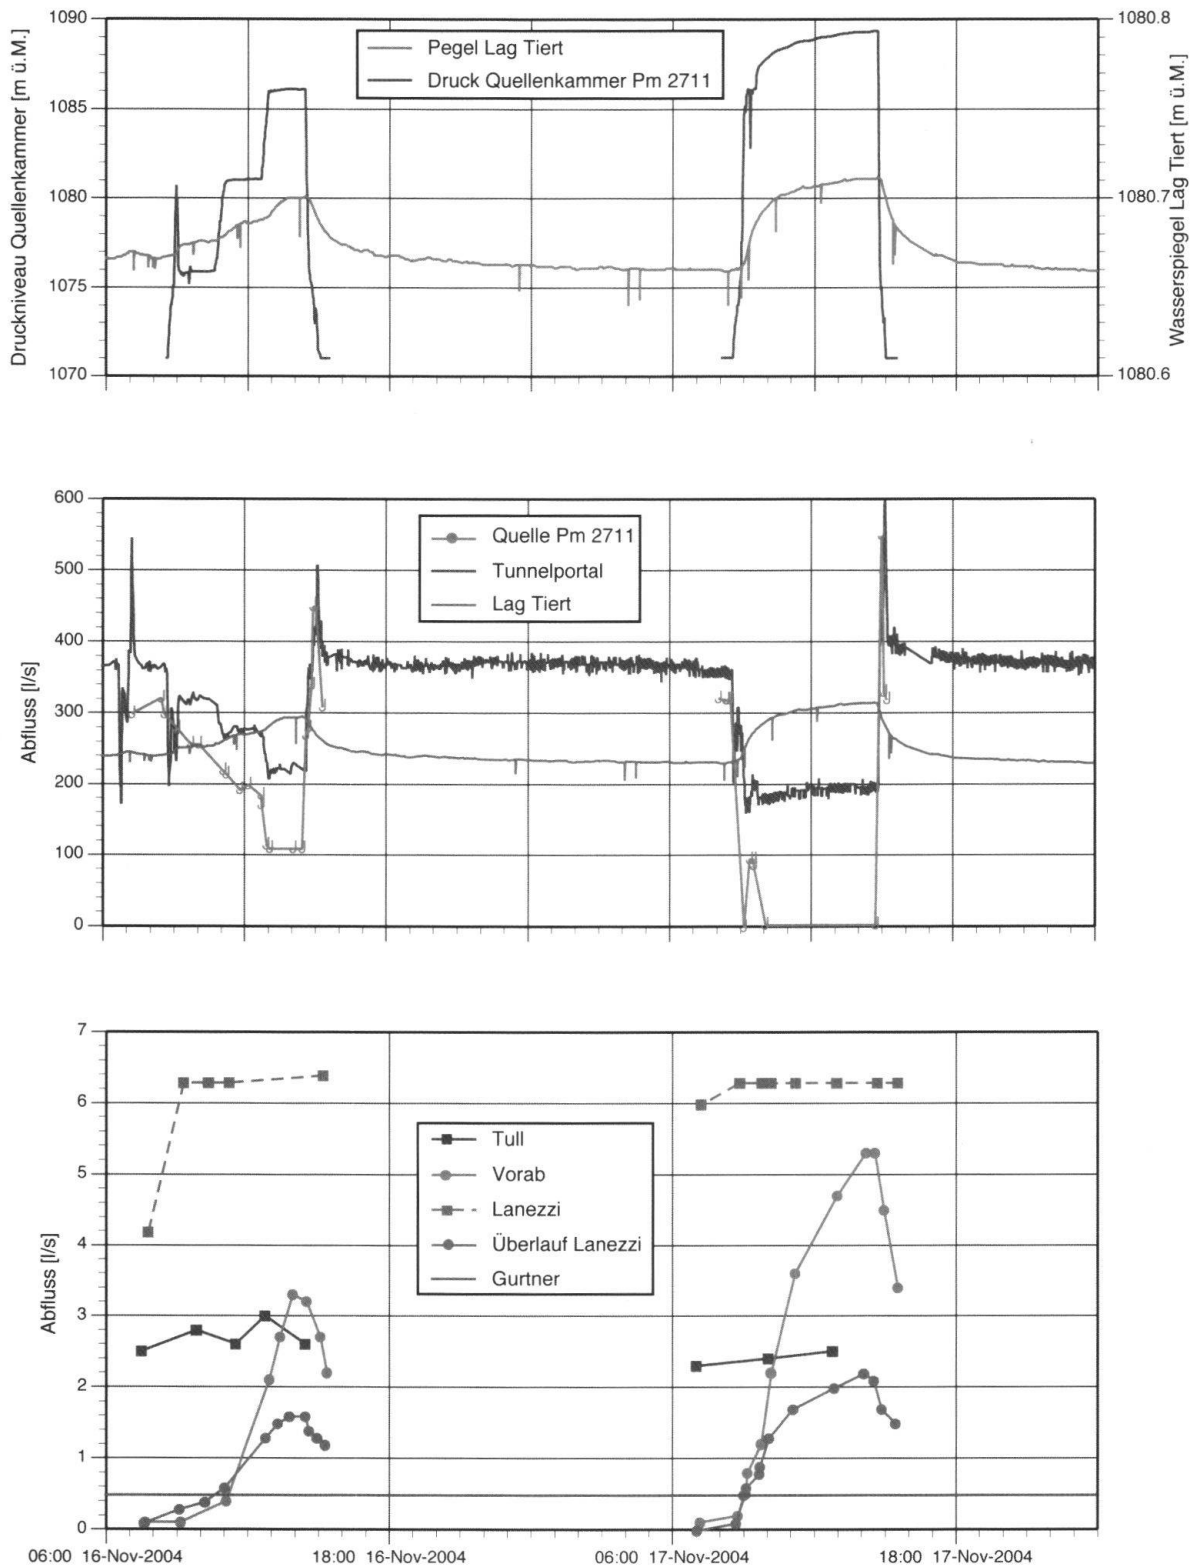 1090
1085
1080
1075
1070
Druckniveau Quellenkammer [m ü.M.]
Pegel Lag Tiert
Druck Quellenkammer Pm 2711
1080.8
1080.7
1080.6
Wasserspiegel Lag Tiert [m ü.M.]
600
500
400
300
200
100
0
Abfluss [l/s]
Quelle Pm 2711
Tunnelportal
Lag Tiert
7
6
5
4
3
2
1
0
Abfluss [l/s]
Tull
Vorab
Lanezzi
Überlauf Lanezzi
Gurtner
06:00 16-Nov-2004
18:00 16-Nov-2004
06:00 17-Nov-2004
18:00 17-Nov-2004